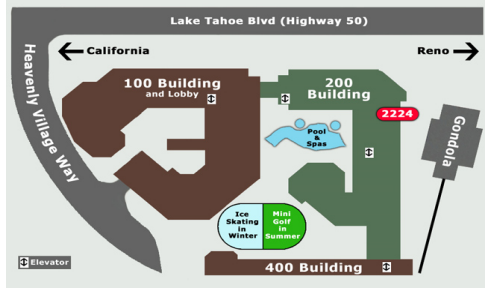 Lake Tahoe Blvd (Highway 50)
California
Reno
Heavenly Village Way
100 Building
and Lobby
200
Building
2224
Gondola
Pool
&
Spas
Ice
Skating
in
Winter
Mini
Golf
in
Summer
Elevator
400 Building